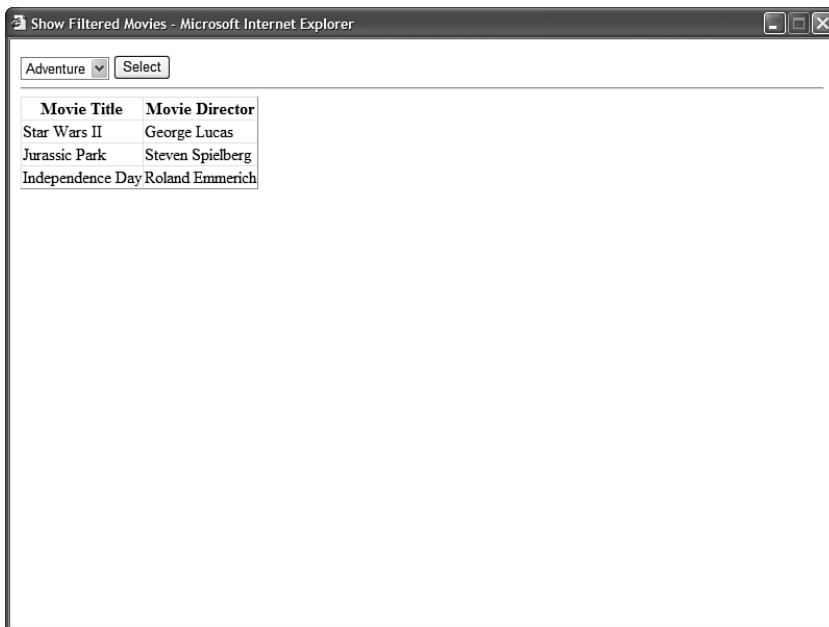 Show Filtered Movies - Microsoft Internet Explorer
Adventure Select
Movie Title Movie Director
Star Wars II George Lucas
Jurassic Park Steven Spielberg
Independence Day Roland Emmerich